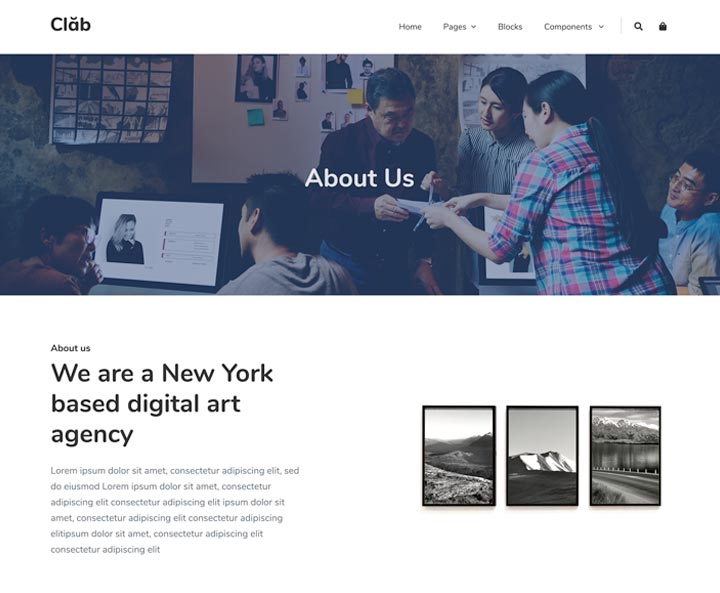 Clăb
Home Pages Blocks Components
About Us
About us
We are a New York
based digital art
agency
Lorem ipsum dolor sit amet, consectetur adipiscing elit, sed
do eiusmod Lorem ipsum dolor sit amet, consectetur
adipiscing elit consectetur adipiscing elit ipsum dolor sit
amet, consectetur adipiscing elit consectetur adipiscing
elitipsum dolor sit amet, consectetur adipiscing elit
consectetur adipiscing elit